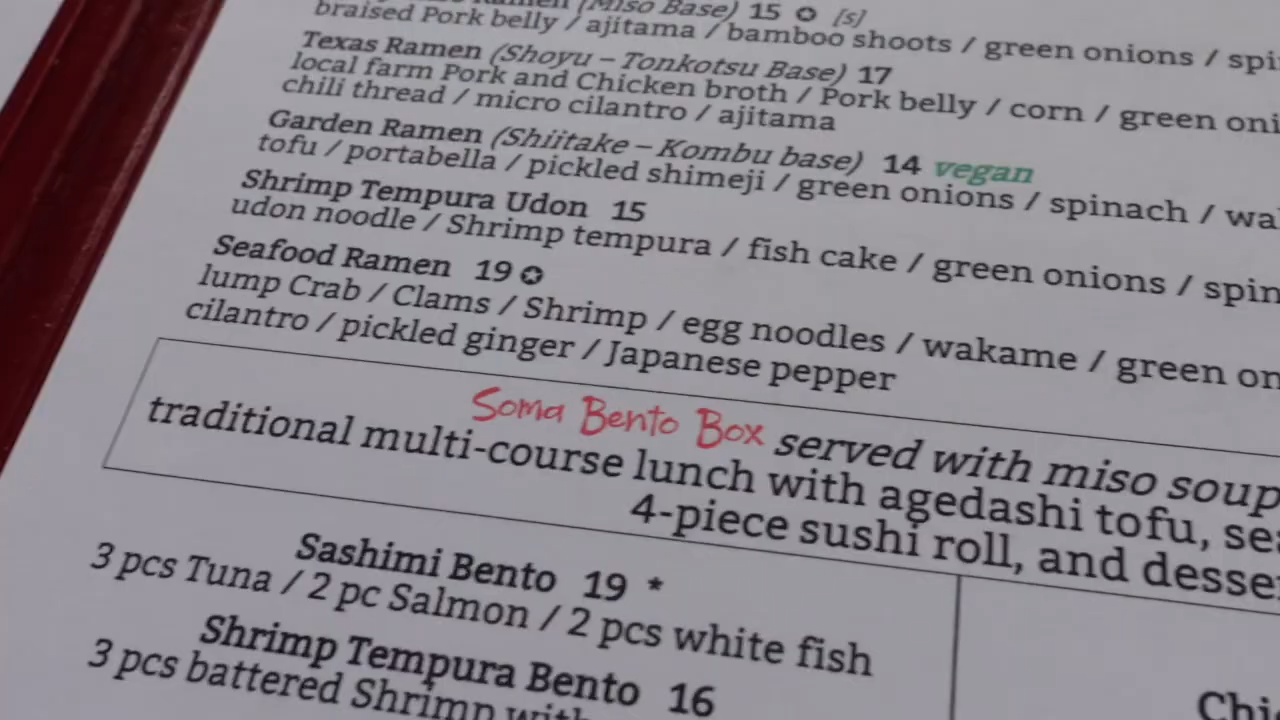 (Miso Base) 15 ✪ [s]
braised Pork belly / ajitama / bamboo shoots / green onions /
Texas Ramen (Shoyu – Tonkotsu Base) 17
local farm Pork and Chicken broth / Pork belly / corn / green
chili thread / micro cilantro / ajitama
Garden Ramen (Shiitake – Kombu base) 14 vegan
tofu / portabella / pickled shimeji / green onions / spinach /
Shrimp Tempura Udon 15
udon noodle / Shrimp tempura / fish cake / green onions /
Seafood Ramen 19 ✪
lump Crab / Clams / Shrimp / egg noodles / wakame / green
cilantro / pickled ginger / Japanese pepper
Soma Bento Box served with miso soup
traditional multi-course lunch with agedashi tofu,
4-piece sushi roll, and
Sashimi Bento 19 *
3 pcs Tuna / 2 pc Salmon / 2 pcs white fish
Shrimp Tempura Bento 16
3 pcs battered Shrimp with